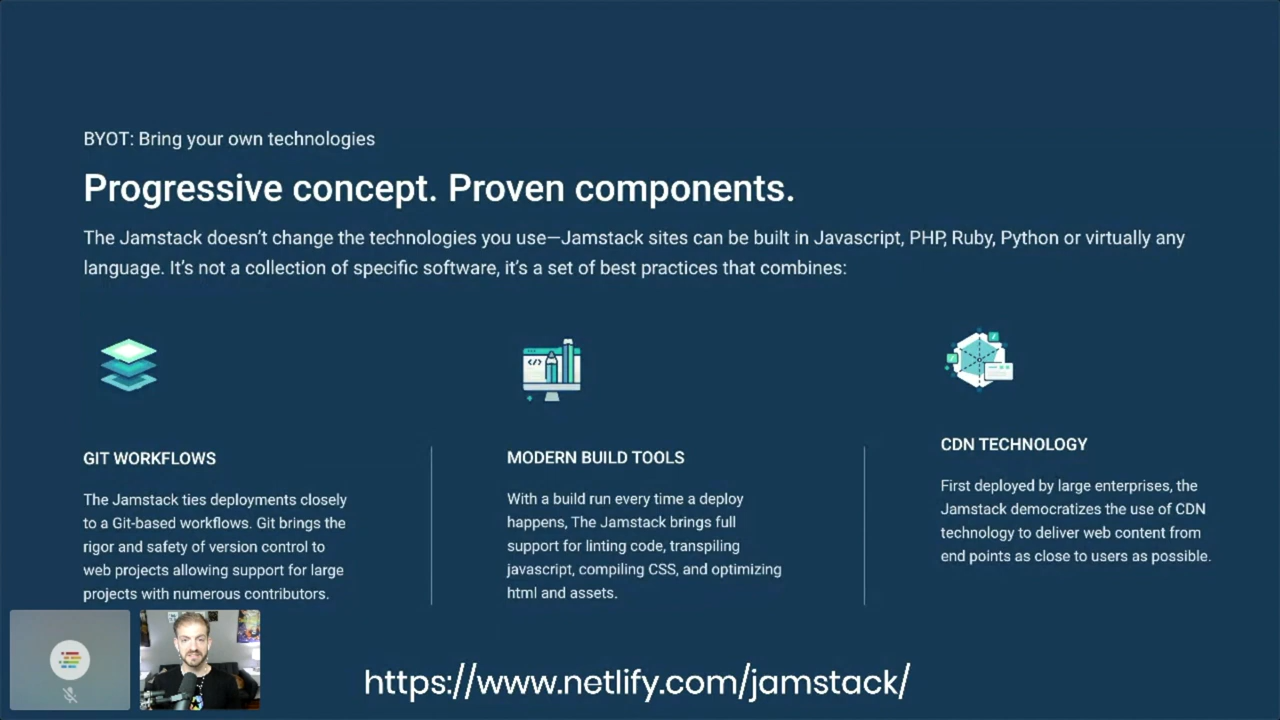 BYOT: Bring your own technologies
Progressive concept. Proven components.
The Jamstack doesn't change the technologies you use—Jamstack sites can be built in Javascript, PHP, Ruby, Python or virtually any
language. It's not a collection of specific software, it's a set of best practices that combines:
GIT WORKFLOWS
The Jamstack ties deployments closely
to a Git-based workflows. Git brings the
rigor and safety of version control to
web projects allowing support for large
projects with numerous contributors.
MODERN BUILD TOOLS
With a build run every time a deploy
happens, The Jamstack brings full
support for linting code, transpiling
javascript, compiling CSS, and optimizing
html and assets.
CDN TECHNOLOGY
First deployed by large enterprises, the
Jamstack democratizes the use of CDN
technology to deliver web content from
end points as close to users as possible.
https://www.netlify.com/jamstack/